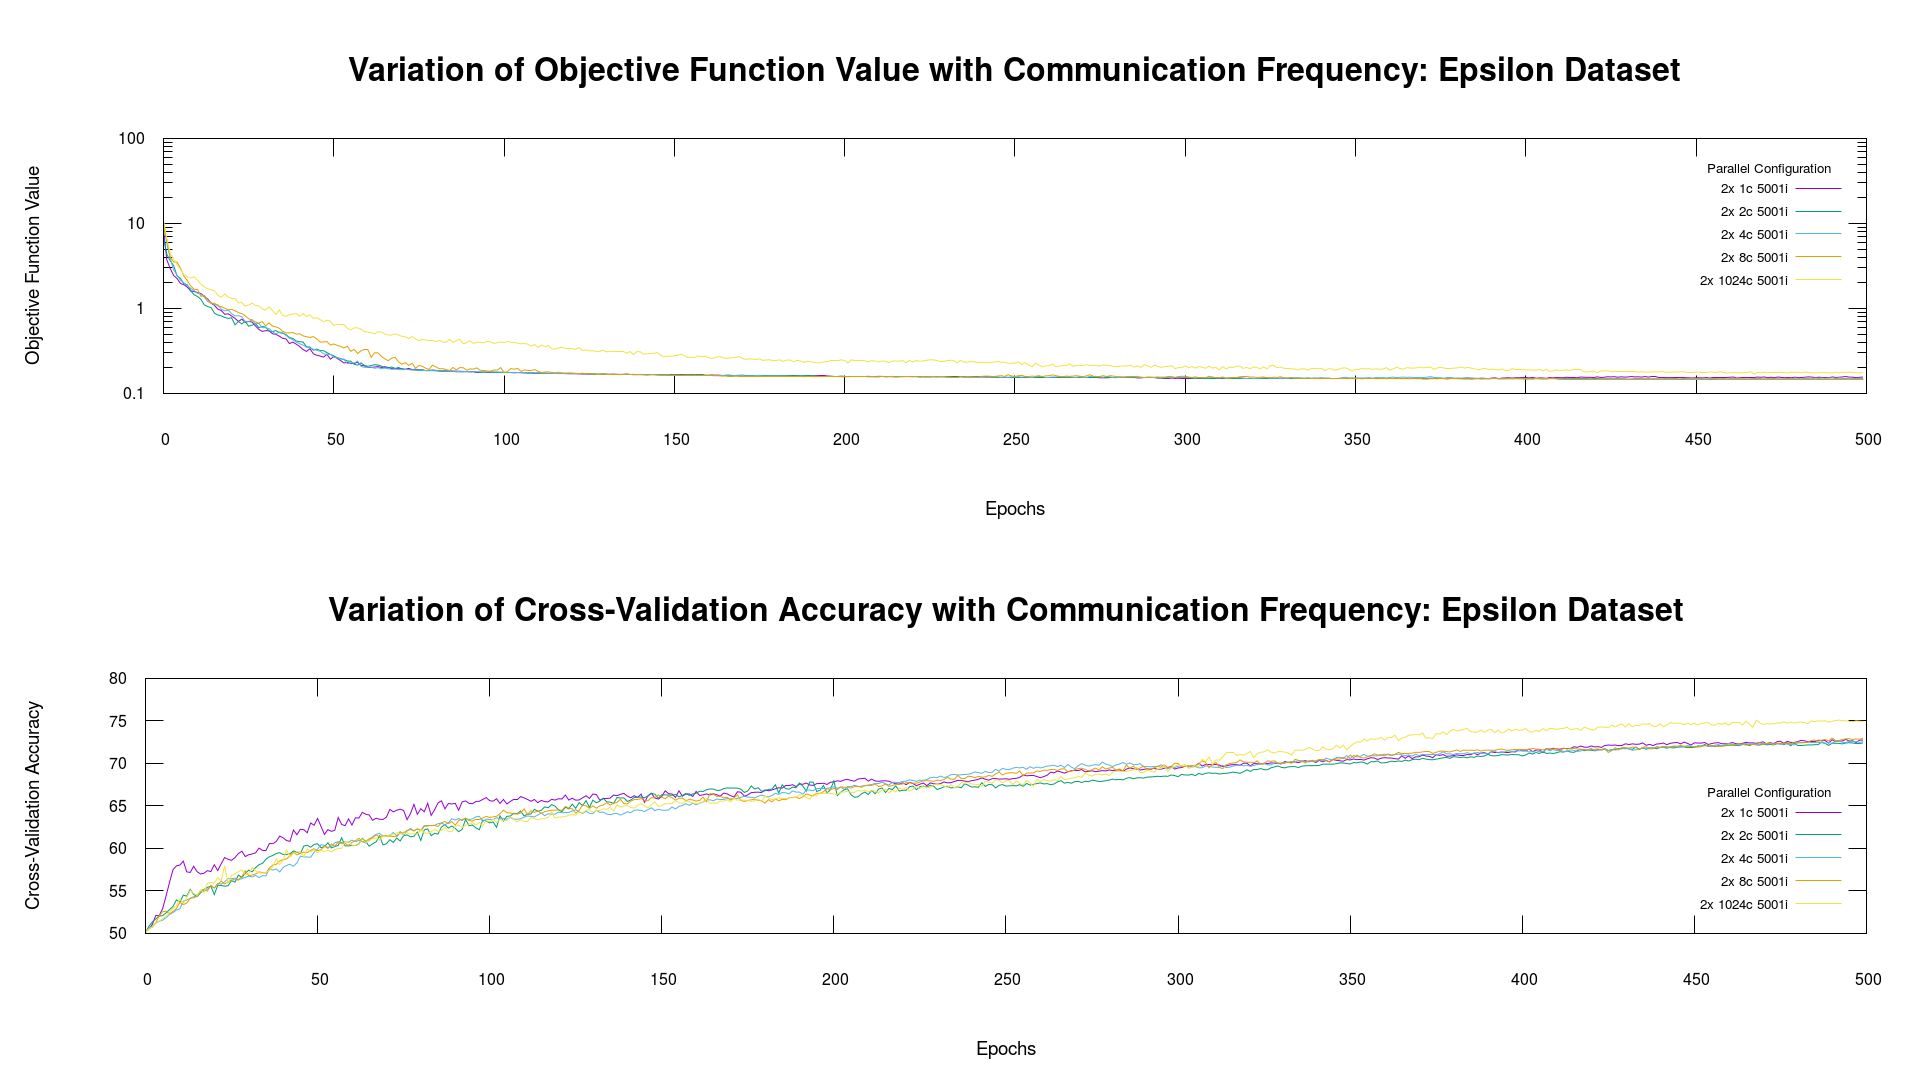 Variation of Objective Function Value with Communication Frequency: Epsilon Dataset
Objective Function Value
100
10
1
0.1
Parallel Configuration
2x 1c 5001i
2x 2c 5001i
2x 4c 5001i
2x 8c 5001i
2x 1024c 5001i
0 50 100 150 200 250 300 350 400 450 500
Epochs
Variation of Cross-Validation Accuracy with Communication Frequency: Epsilon Dataset
Cross-Validation Accuracy
80
75
70
65
60
55
50
Parallel Configuration
2x 1c 5001i
2x 2c 5001i
2x 4c 5001i
2x 8c 5001i
2x 1024c 5001i
0 50 100 150 200 250 300 350 400 450 500
Epochs